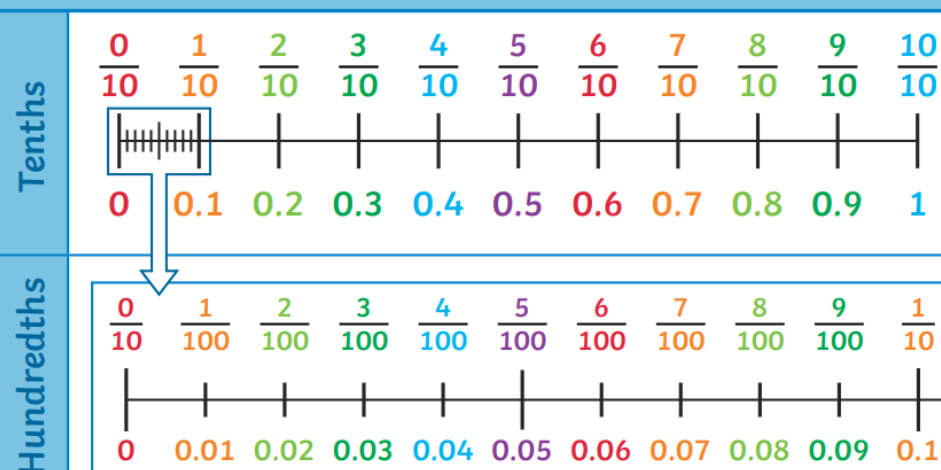 Tenths
0/10 1/10 2/10 3/10 4/10 5/10 6/10 7/10 8/10 9/10 10/10
0 0.1 0.2 0.3 0.4 0.5 0.6 0.7 0.8 0.9 1
Hundredths
0/10 1/100 2/100 3/100 4/100 5/100 6/100 7/100 8/100 9/100 1/10
0 0.01 0.02 0.03 0.04 0.05 0.06 0.07 0.08 0.09 0.1